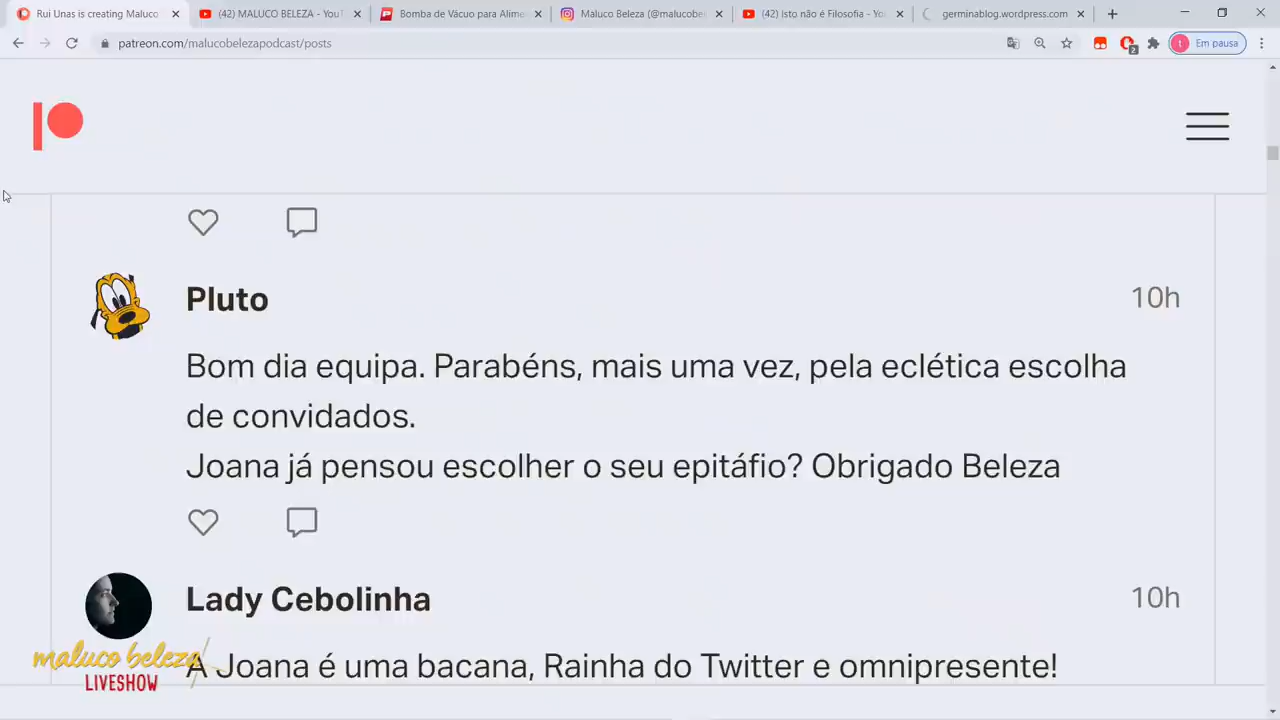 Rui Unas is creating Maluco
(42) MALUCO BELEZA - YouT
Bomba de Vácuo para Alime
Maluco Beleza (@malucobe
(42) Isto não é Filosofia - Yo
germinablog.wordpress.com
patreon.com/malucobelezapodcast/posts
2
t Em pausa
Pluto
10h
Bom dia equipa. Parabéns, mais uma vez, pela eclética escolha
de convidados.
Joana já pensou escolher o seu epitáfio? Obrigado Beleza
Lady Cebolinha
10h
A Joana é uma bacana, Rainha do Twitter e omnipresente!
maluco beleza
LIVESHOW